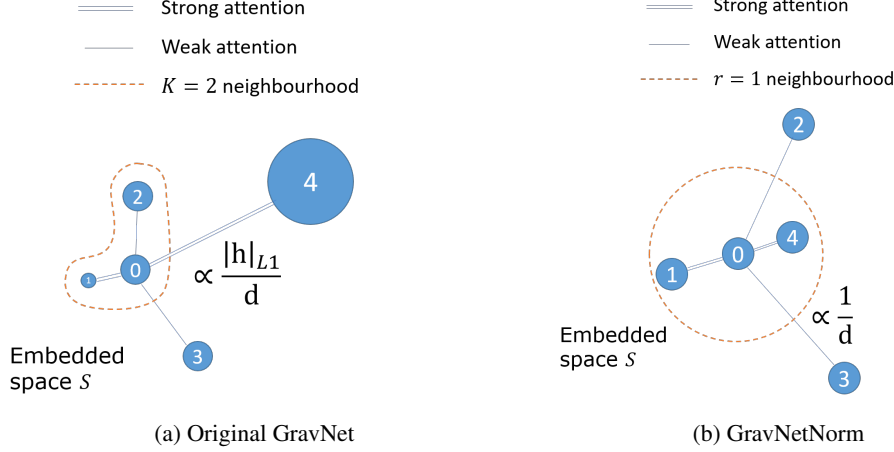 Strong attention
Weak attention
K = 2 neighbourhood
2
4
1
0
∝ |h|_{L1} / d
3
Embedded
space S
(a) Original GravNet
Strong attention
Weak attention
r = 1 neighbourhood
2
0
4
1
∝ 1 / d
Embedded
space S
3
(b) GravNetNorm